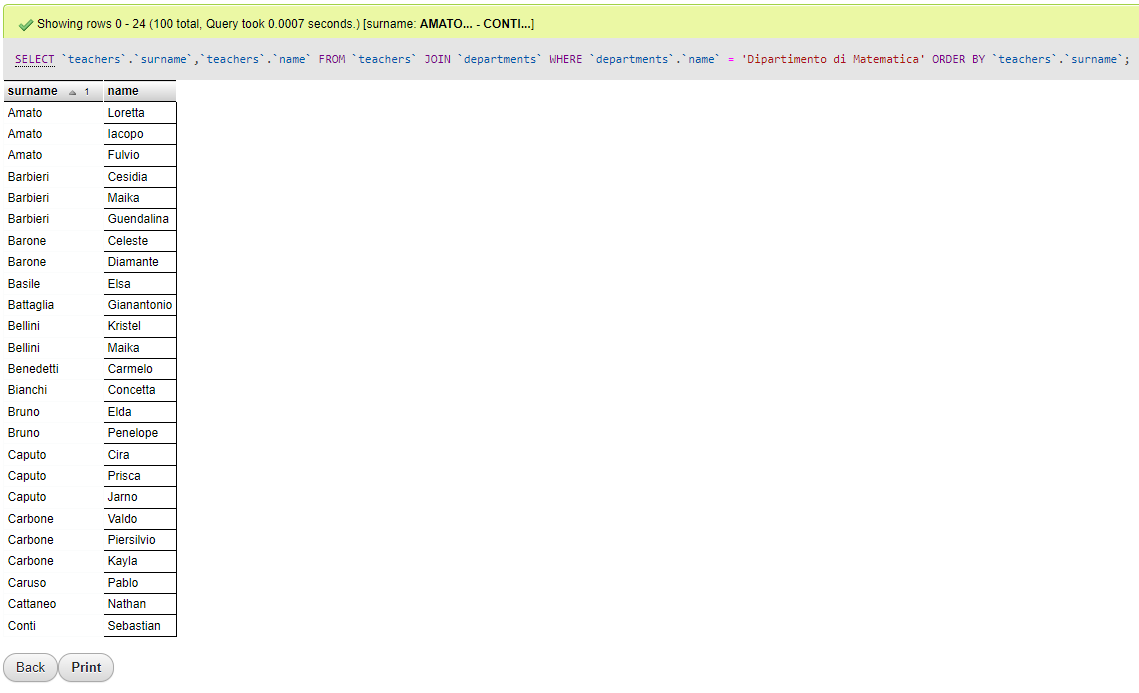 Showing rows 0 - 24 (100 total, Query took 0.0007 seconds.) [surname: AMATO... - CONTI...]
SELECT `teachers`.`surname`,`teachers`.`name` FROM `teachers` JOIN `departments` WHERE `departments`.`name` = 'Dipartimento di Matematica' ORDER BY `teachers`.`surname`;
surname 1 name
Amato Loretta
Amato Iacopo
Amato Fulvio
Barbieri Cesidia
Barbieri Maika
Barbieri Guendalina
Barone Celeste
Barone Diamante
Basile Elsa
Battaglia Gianantonio
Bellini Kristel
Bellini Maika
Benedetti Carmelo
Bianchi Concetta
Bruno Elda
Bruno Penelope
Caputo Cira
Caputo Prisca
Caputo Jarno
Carbone Valdo
Carbone Piersilvio
Carbone Kayla
Caruso Pablo
Cattaneo Nathan
Conti Sebastian
Back Print